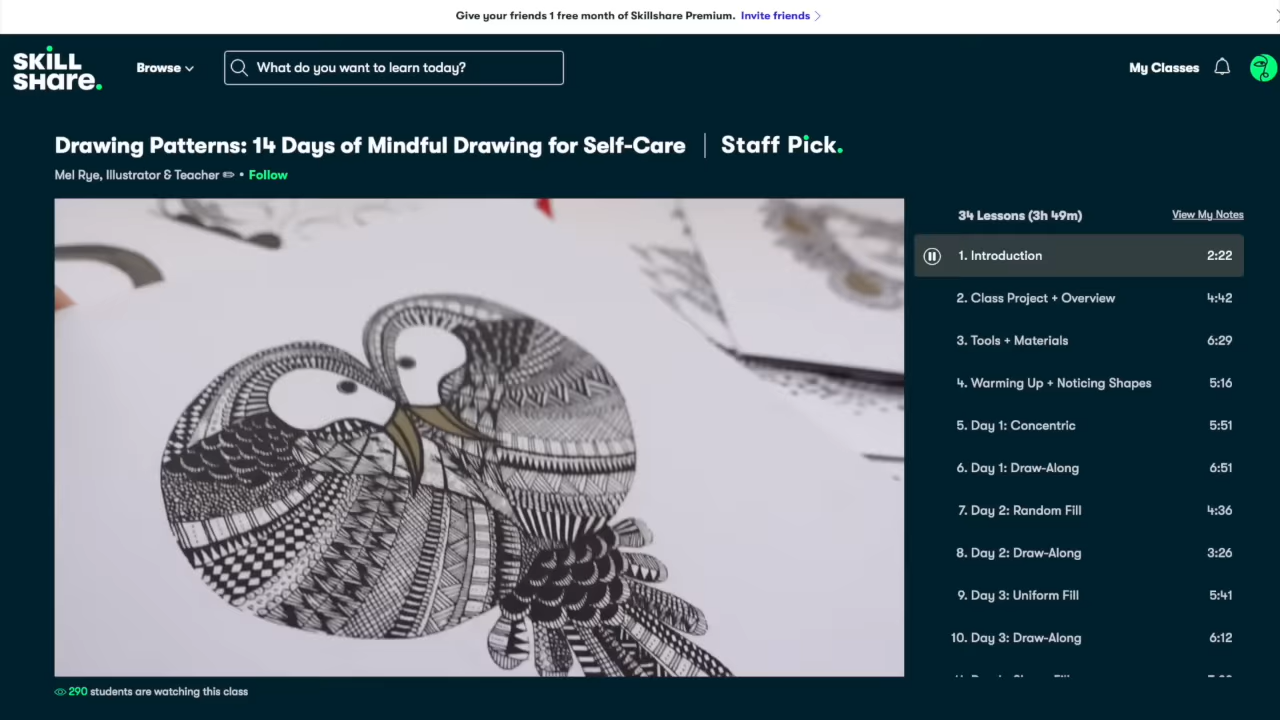 Give your friends 1 free month of Skillshare Premium. Invite friends
SKILL
SHare.
Browse
What do you want to learn today?
My Classes
Drawing Patterns: 14 Days of Mindful Drawing for Self-Care
Staff Pick.
Mel Rye, Illustrator & Teacher ✏ • Follow
34 Lessons (3h 49m)
View My Notes
1. Introduction 2:22
2. Class Project + Overview 4:42
3. Tools + Materials 6:29
4. Warming Up + Noticing Shapes 5:16
5. Day 1: Concentric 5:51
6. Day 1: Draw-Along 6:51
7. Day 2: Random Fill 4:36
8. Day 2: Draw-Along 3:26
9. Day 3: Uniform Fill 5:41
10. Day 3: Draw-Along 6:12
290 students are watching this class